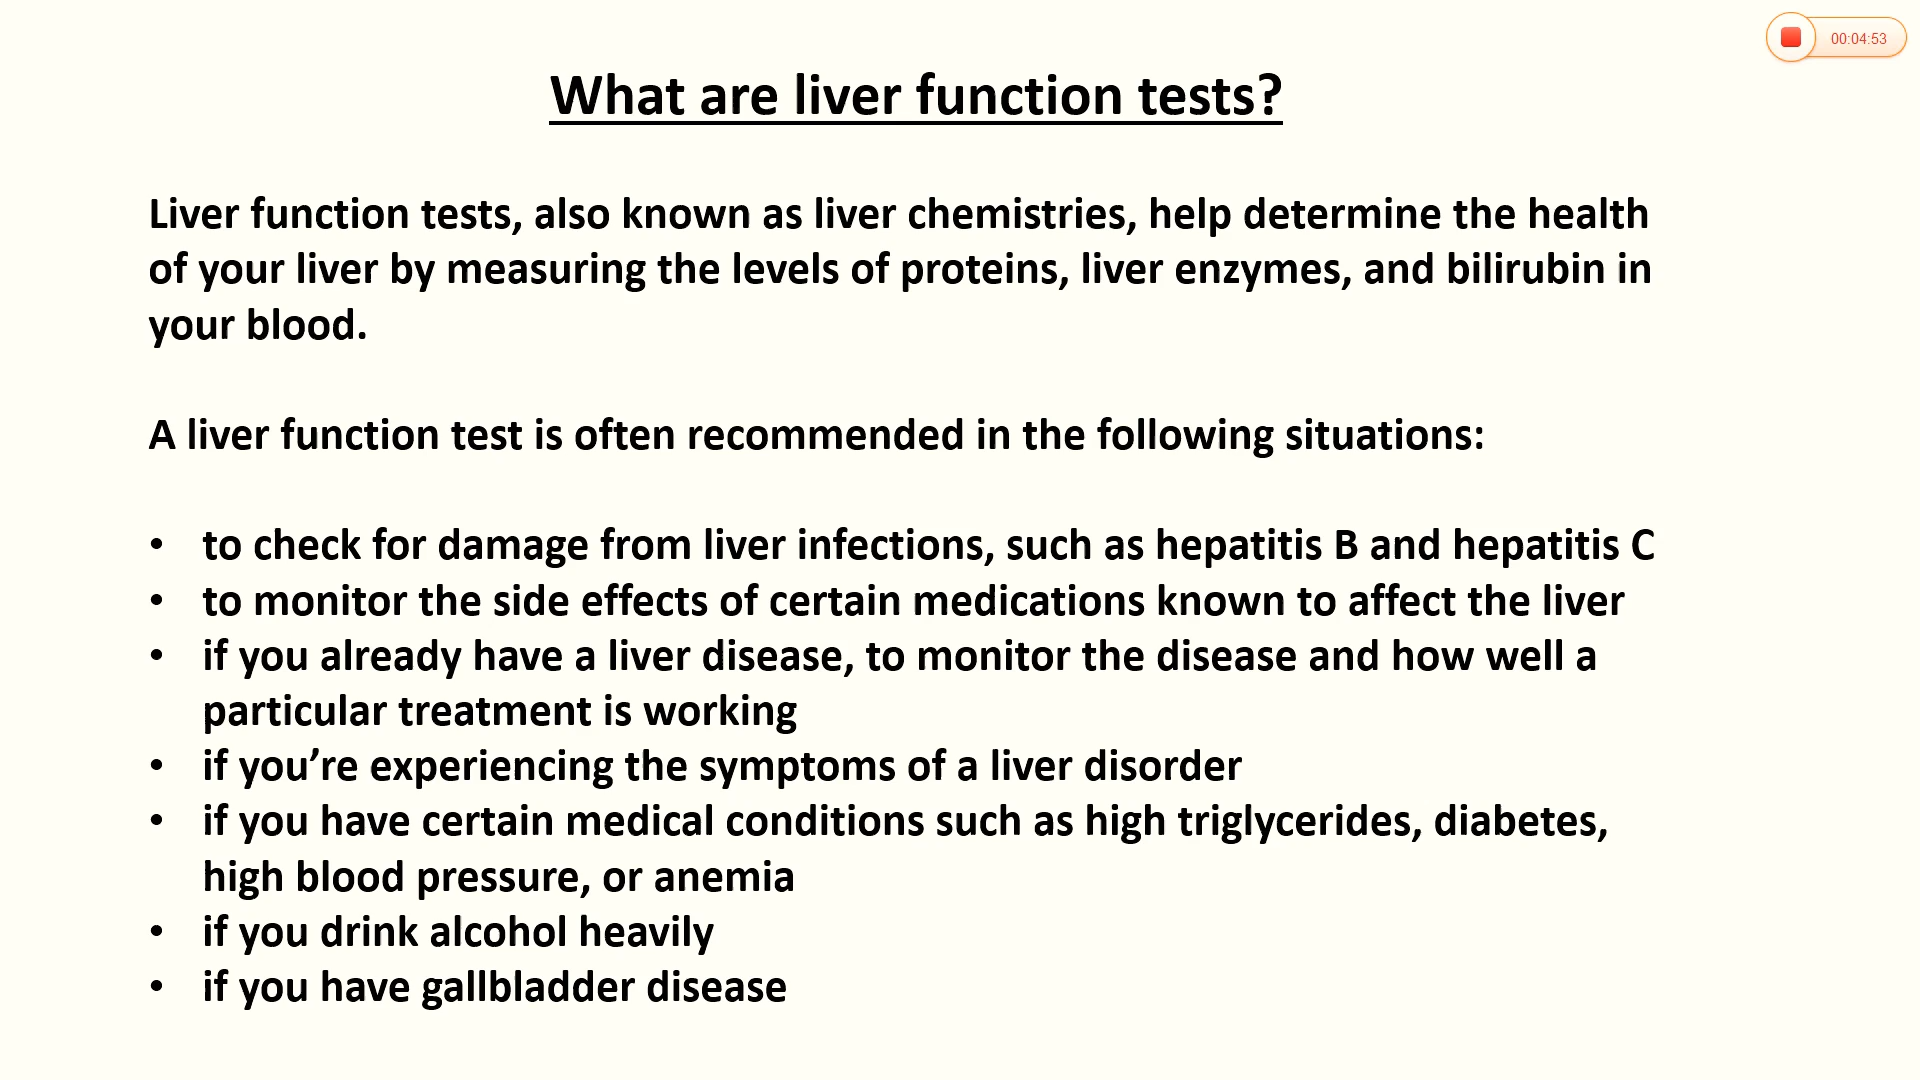 00:04:53
What are liver function tests?
Liver function tests, also known as liver chemistries, help determine the health
of your liver by measuring the levels of proteins, liver enzymes, and bilirubin in
your blood.
A liver function test is often recommended in the following situations:
• to check for damage from liver infections, such as hepatitis B and hepatitis C
• to monitor the side effects of certain medications known to affect the liver
• if you already have a liver disease, to monitor the disease and how well a
particular treatment is working
• if you’re experiencing the symptoms of a liver disorder
• if you have certain medical conditions such as high triglycerides, diabetes,
high blood pressure, or anemia
• if you drink alcohol heavily
• if you have gallbladder disease